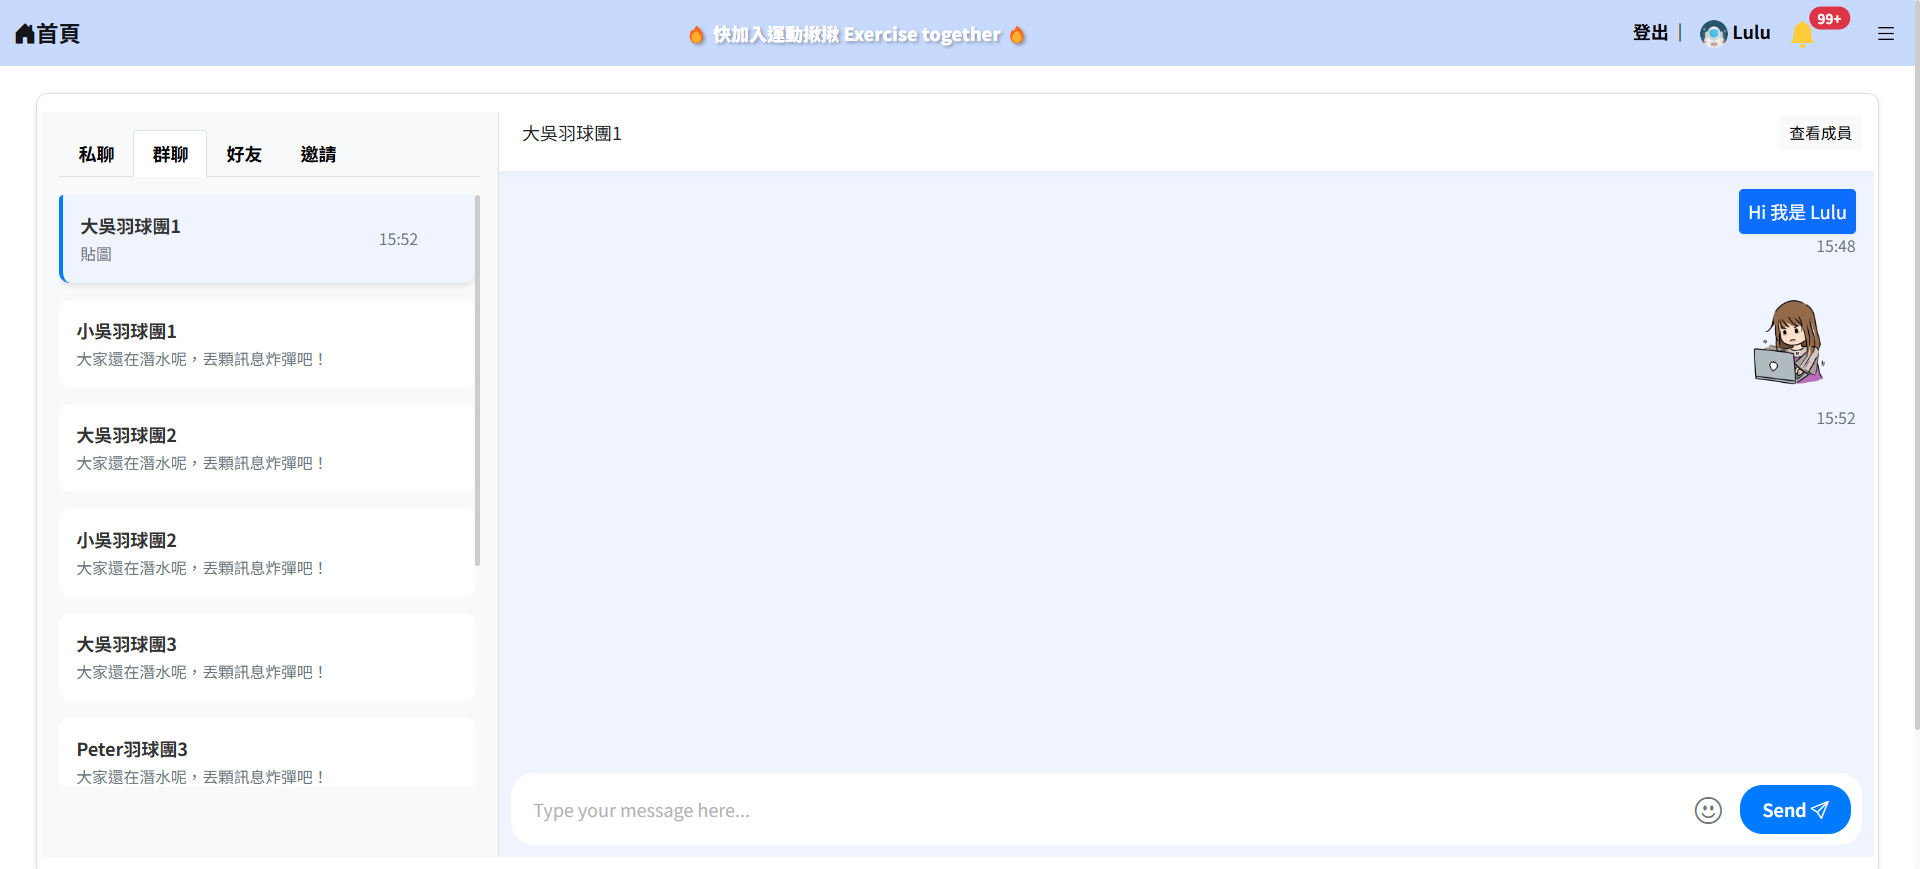 首頁
快加入運動揪揪 Exercise together
登出 | Lulu 99+
私聊 群聊 好友 邀請
大吳羽球團1
貼圖
15:52
小吳羽球團1
大家還在潛水呢，丟顆訊息炸彈吧！
大吳羽球團2
大家還在潛水呢，丟顆訊息炸彈吧！
小吳羽球團2
大家還在潛水呢，丟顆訊息炸彈吧！
大吳羽球團3
大家還在潛水呢，丟顆訊息炸彈吧！
Peter羽球團3
大家還在潛水呢，丟顆訊息炸彈吧！
大吳羽球團1
查看成員
Hi 我是 Lulu
15:48
15:52
Type your message here...
Send